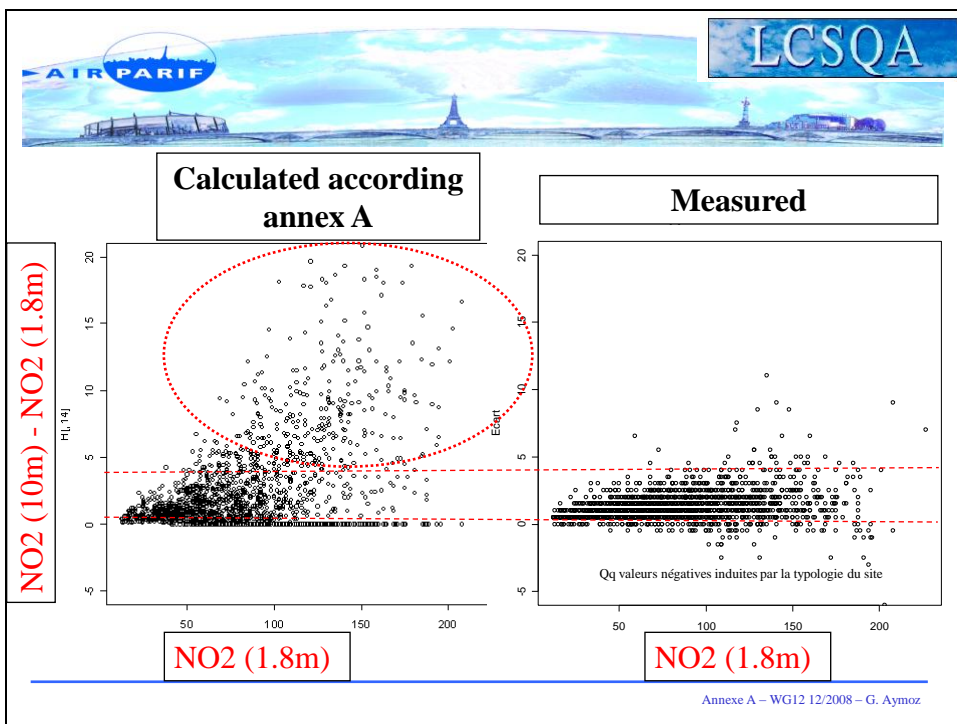 AIRPARIF
LCSQA
Calculated according
annex A
Measured
NO2 (10m) - NO2 (1.8m)
20
15
10
5
0
-5
50
100
150
200
Ecart
20
15
10
5
0
-5
Qq valeurs négatives induites par la typologie du site
50
100
150
200
NO2 (1.8m)
NO2 (1.8m)
Annexe A – WG12 12/2008 – G. Aymoz